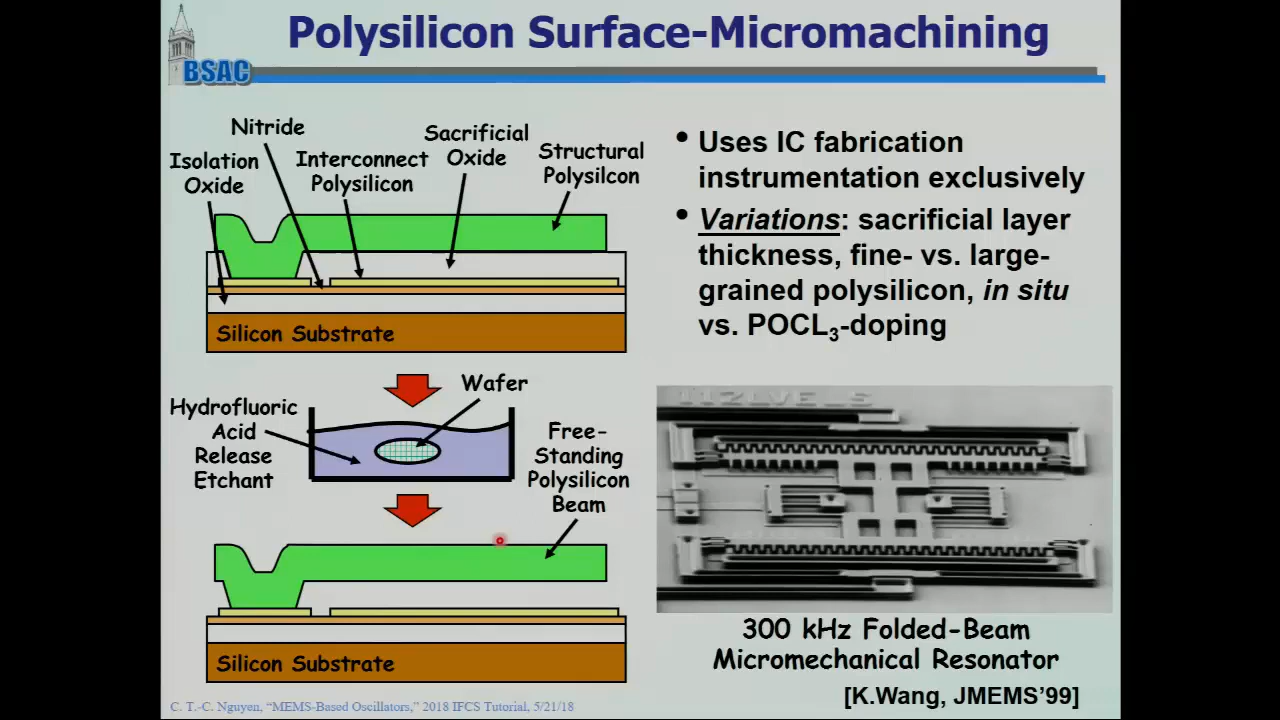 Polysilicon Surface-Micromachining
BSAC
Nitride
Isolation
Oxide
Interconnect
Polysilicon
Sacrificial
Oxide
Structural
Polysilcon
Silicon Substrate
Wafer
Hydrofluoric
Acid
Release
Etchant
Free-
Standing
Polysilicon
Beam
Silicon Substrate
• Uses IC fabrication
instrumentation exclusively
• Variations: sacrificial layer
thickness, fine- vs. large-
grained polysilicon, in situ
vs. POCL3-doping
112LVELS
300 kHz Folded-Beam
Micromechanical Resonator
[K.Wang, JMEMS’99]
C. T.-C. Nguyen, “MEMS-Based Oscillators,” 2018 IFCS Tutorial, 5/21/18